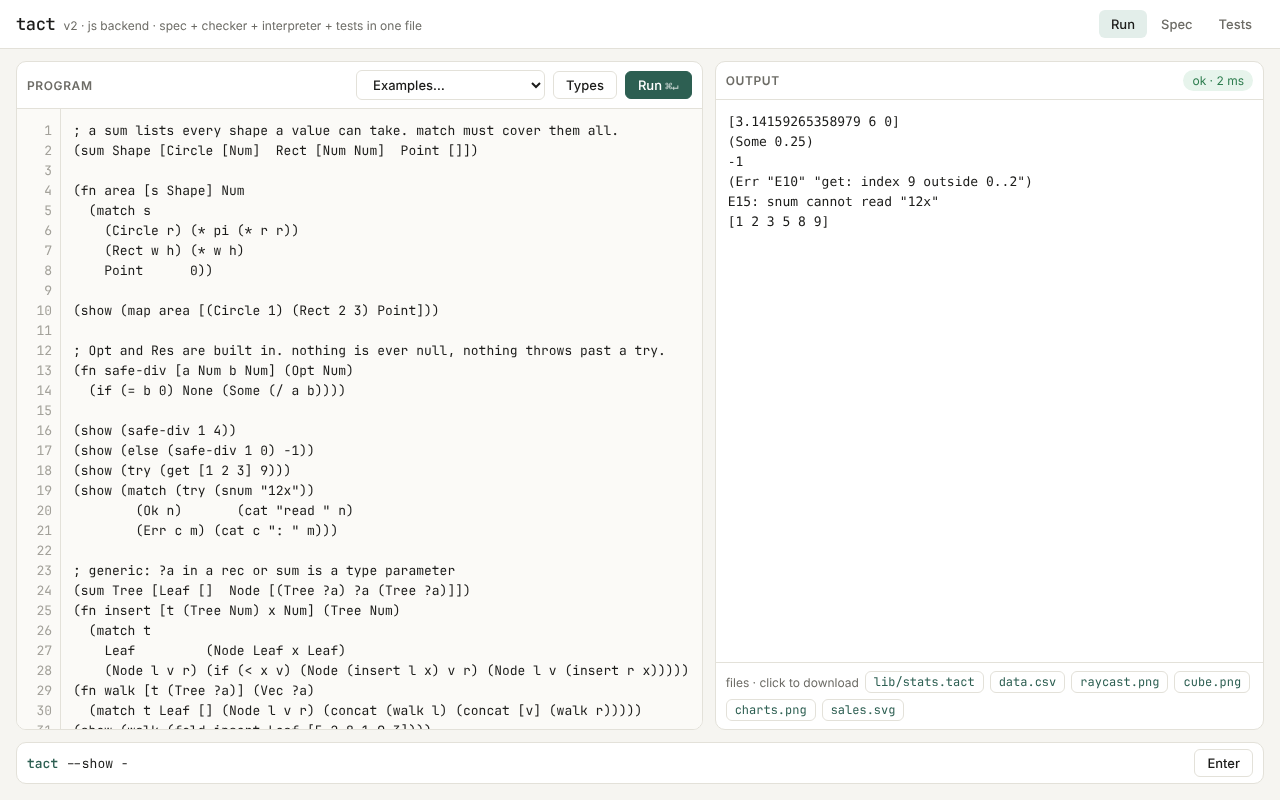 tact v2 · js backend · spec + checker + interpreter + tests in one file
Run Spec Tests
PROGRAM Examples... Types Run ⌘↵
1 ; a sum lists every shape a value can take. match must cover them all.
2 (sum Shape [Circle [Num]  Rect [Num Num]  Point []])
3
4 (fn area [s Shape] Num
5   (match s
6     (Circle r) (* pi (* r r))
7     (Rect w h) (* w h)
8     Point      0))
9
10 (show (map area [(Circle 1) (Rect 2 3) Point]))
11
12 ; Opt and Res are built in. nothing is ever null, nothing throws past a try.
13 (fn safe-div [a Num b Num] (Opt Num)
14   (if (= b 0) None (Some (/ a b))))
15
16 (show (safe-div 1 4))
17 (show (else (safe-div 1 0) -1))
18 (show (try (get [1 2 3] 9)))
19 (show (match (try (snum "12x"))
20         (Ok n)       (cat "read " n)
21         (Err c m) (cat c ": " m)))
22
23 ; generic: ?a in a rec or sum is a type parameter
24 (sum Tree [Leaf []  Node [(Tree ?a) ?a (Tree ?a)]])
25 (fn insert [t (Tree Num) x Num] (Tree Num)
26   (match t
27     Leaf         (Node Leaf x Leaf)
28     (Node l v r) (if (< x v) (Node (insert l x) v r) (Node l v (insert r x)))))
29 (fn walk [t (Tree ?a)] (Vec ?a)
30   (match t Leaf [] (Node l v r) (concat (walk l) (concat [v] (walk r)))))
OUTPUT ok · 2 ms
[3.14159265358979 6 0]
(Some 0.25)
-1
(Err "E10" "get: index 9 outside 0..2")
E15: snum cannot read "12x"
[1 2 3 5 8 9]
files · click to download lib/stats.tact data.csv raycast.png cube.png
charts.png sales.svg
tact --show - Enter